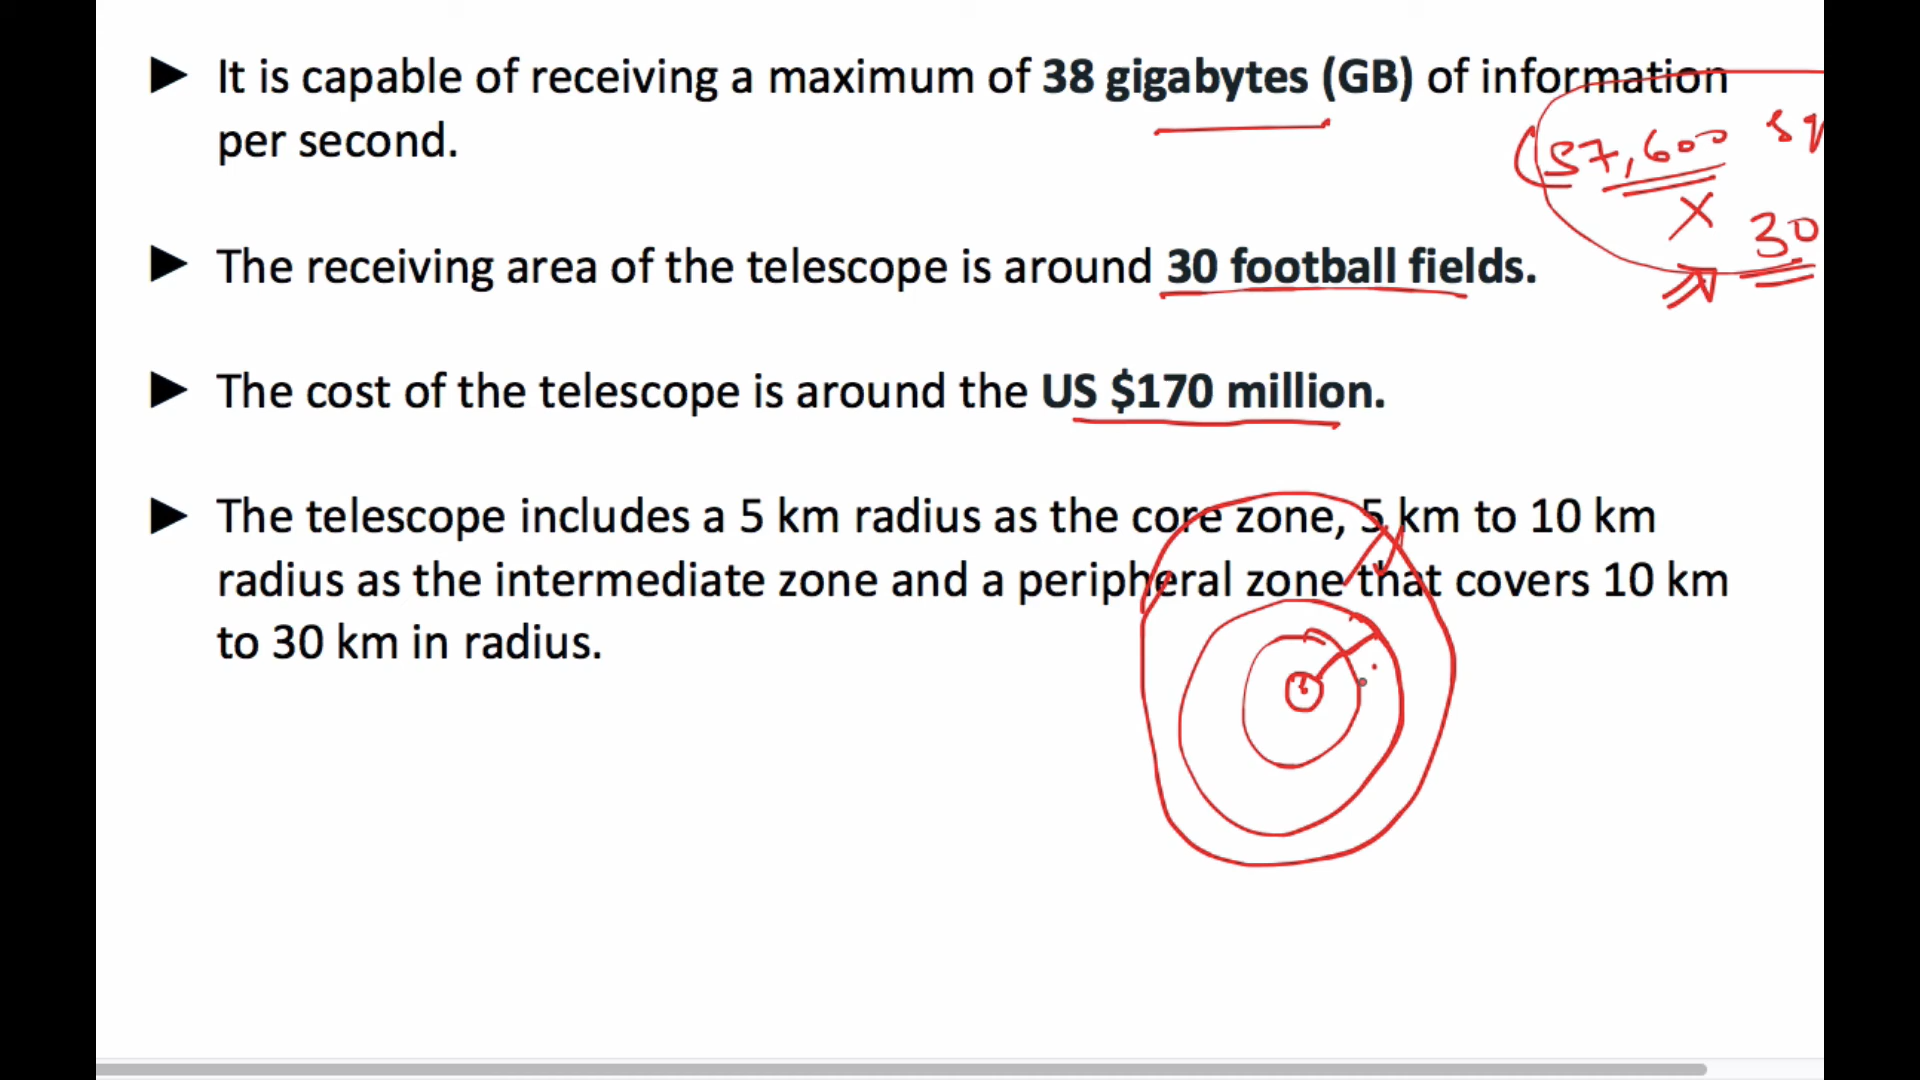 ► It is capable of receiving a maximum of 38 gigabytes (GB) of information
per second.
57,600 sq
X
30
► The receiving area of the telescope is around 30 football fields.
► The cost of the telescope is around the US $170 million.
► The telescope includes a 5 km radius as the core zone, 5 km to 10 km
radius as the intermediate zone and a peripheral zone that covers 10 km
to 30 km in radius.